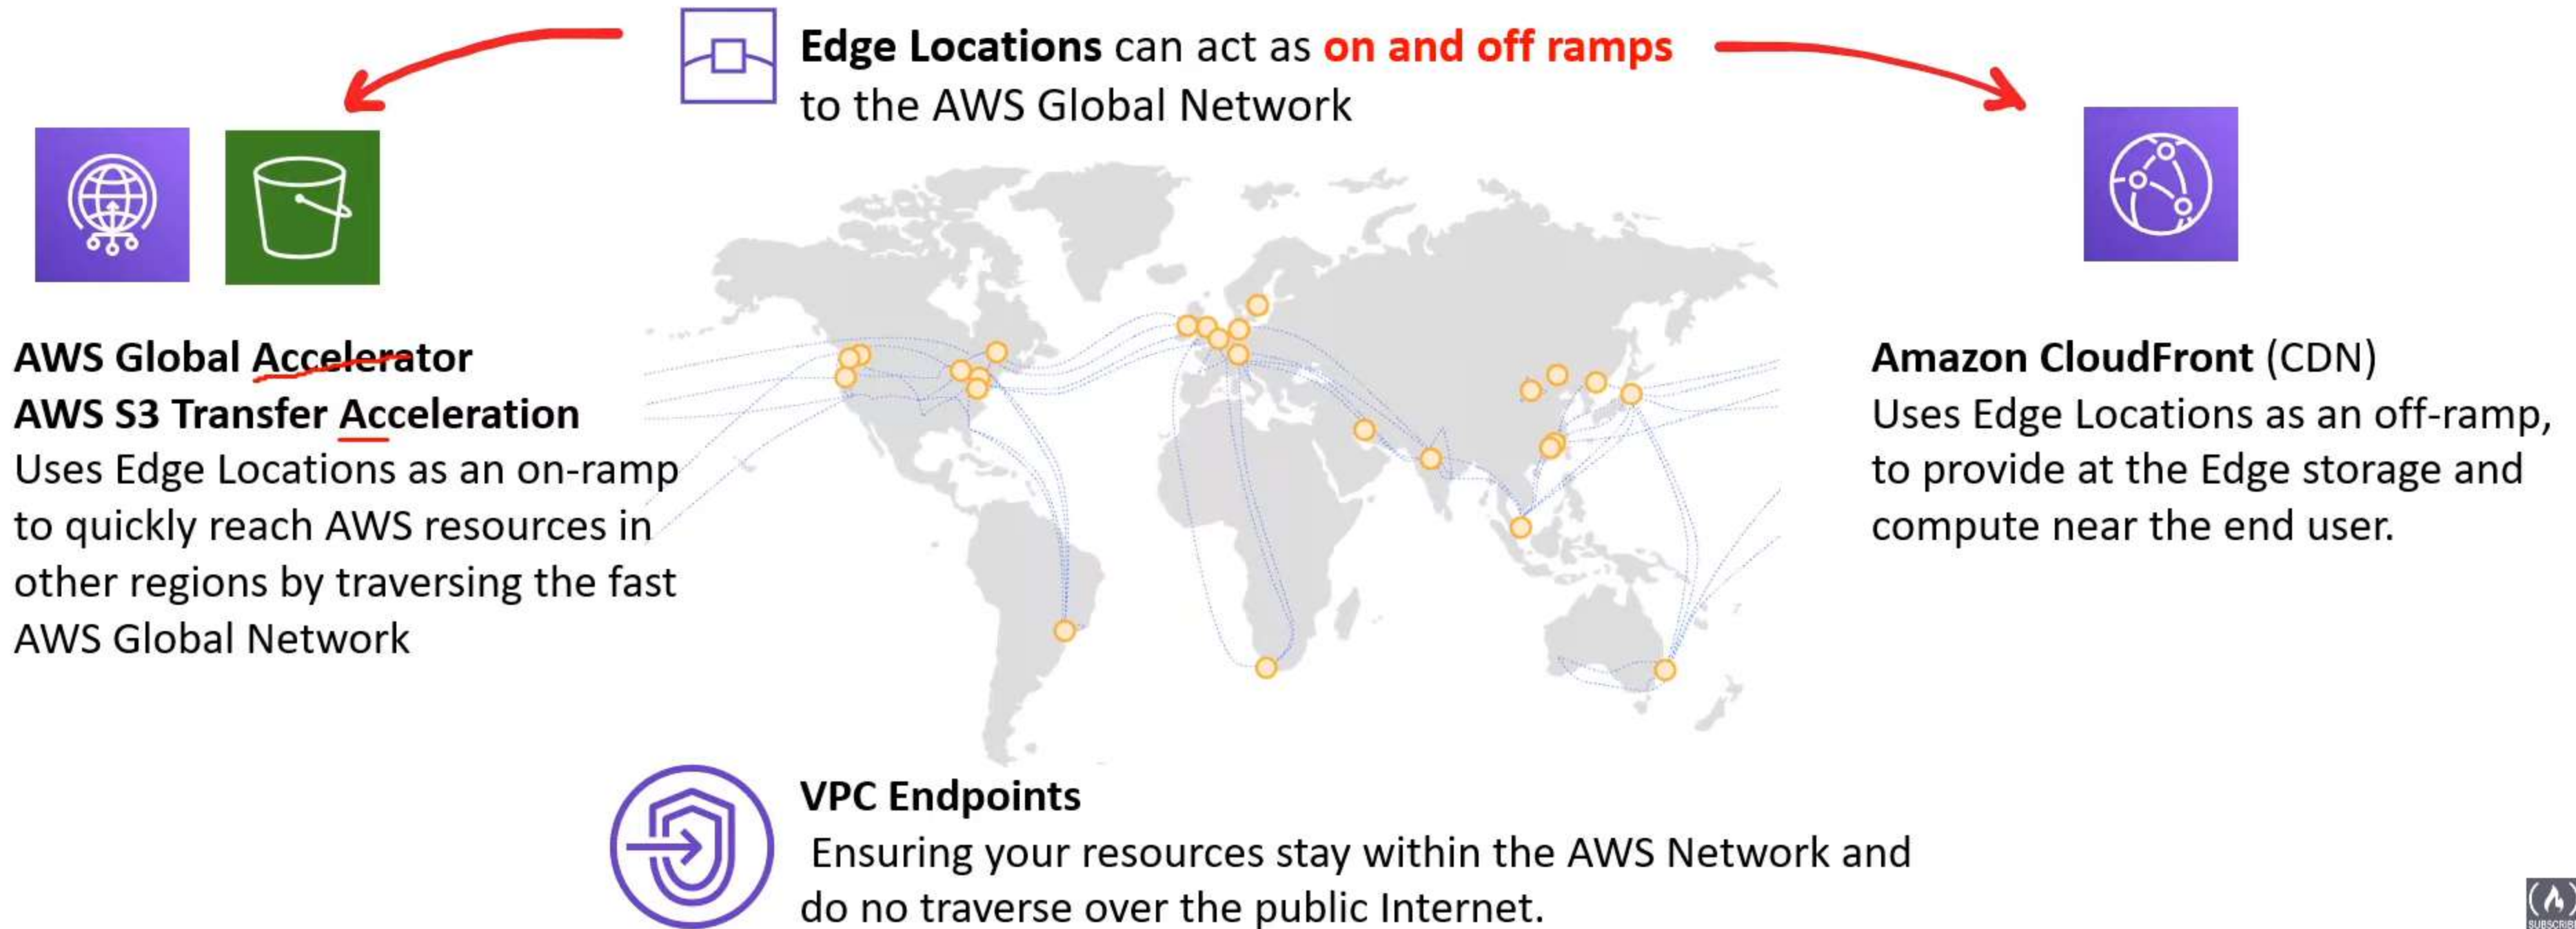 Edge Locations can act as on and off ramps
to the AWS Global Network
AWS Global Accelerator
AWS S3 Transfer Acceleration
Uses Edge Locations as an on-ramp
to quickly reach AWS resources in
other regions by traversing the fast
AWS Global Network
Amazon CloudFront (CDN)
Uses Edge Locations as an off-ramp,
to provide at the Edge storage and
compute near the end user.
VPC Endpoints
Ensuring your resources stay within the AWS Network and
do no traverse over the public Internet.
SUBSCRIBE